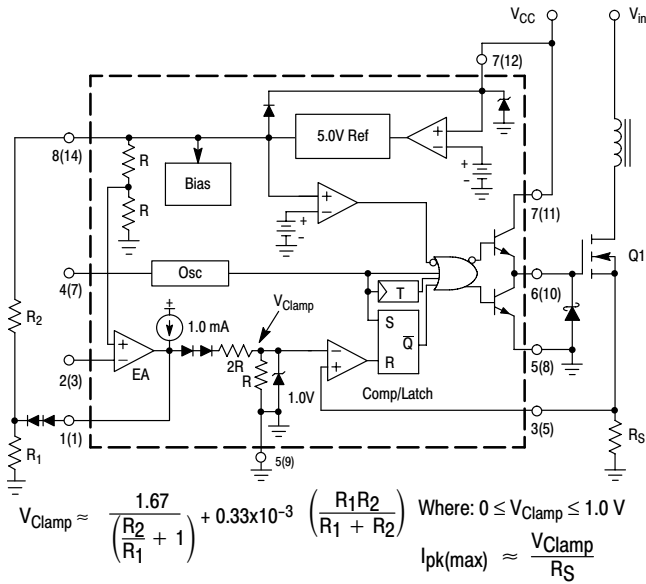 V_CC
V_in
7(12)
5.0V Ref
+
−
+
−
8(14)
R
Bias
R
+
−
+
−
7(11)
Q1
4(7)
Osc
T
6(10)
V_Clamp
R_2
+
1.0 mA
S
Q̅
R
+
−
EA
2R
−
+
2(3)
R
1.0V
Comp/Latch
5(8)
1(1)
3(5)
R_1
R_S
5(9)
V_Clamp ≈ 1.67 / (R_2/R_1 + 1) + 0.33x10⁻³ (R_1R_2 / (R_1 + R_2)) Where: 0 ≤ V_Clamp ≤ 1.0 V
I_pk(max) ≈ V_Clamp / R_S